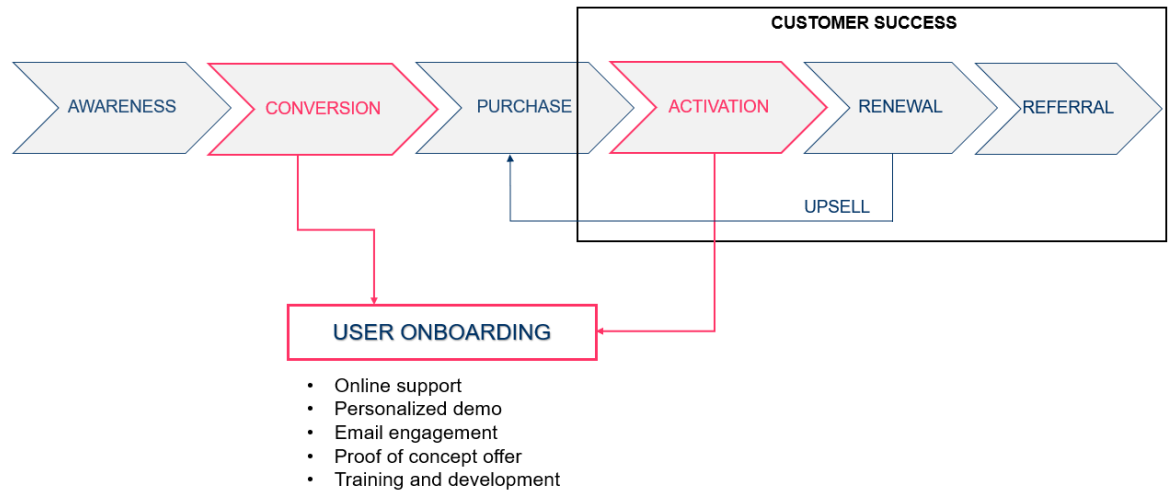 CUSTOMER SUCCESS
AWARENESS
CONVERSION
PURCHASE
ACTIVATION
RENEWAL
REFERRAL
UPSELL
USER ONBOARDING
• Online support
• Personalized demo
• Email engagement
• Proof of concept offer
• Training and development